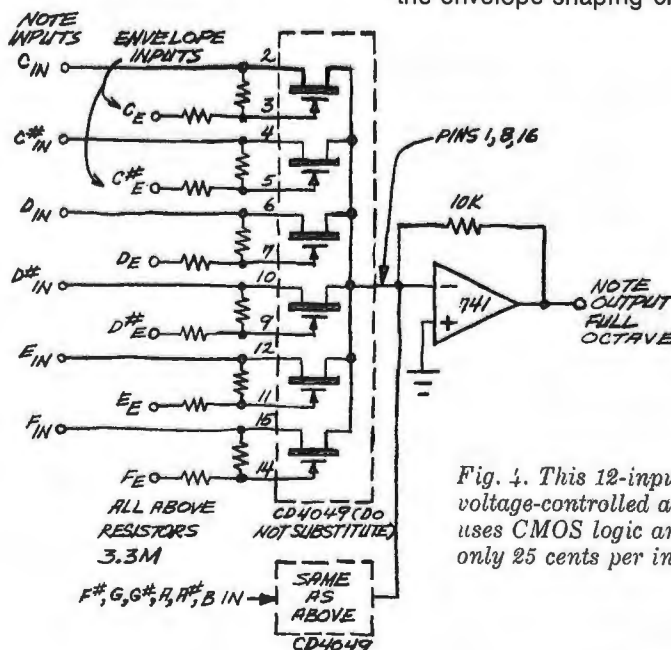 the envelope shaping o
NOTE
INPUTS
ENVELOPE
INPUTS
C IN
2
3
C E
C# IN
4
5
C# E
D IN
6
7
D E
D# IN
10
9
D# E
E IN
12
11
E E
F IN
15
14
F E
PINS 1, 8, 16
10K
-
741
+
NOTE
OUTPUT
FULL
OCTAVE
ALL ABOVE
RESISTORS
3.3M
CD4049 (DO
NOT SUBSTITUTE)
F#, G, G#, A, A#, B IN
SAME
AS
ABOVE
CD4049
Fig. 4. This 12-inpu
voltage-controlled a
uses CMOS logic an
only 25 cents per in